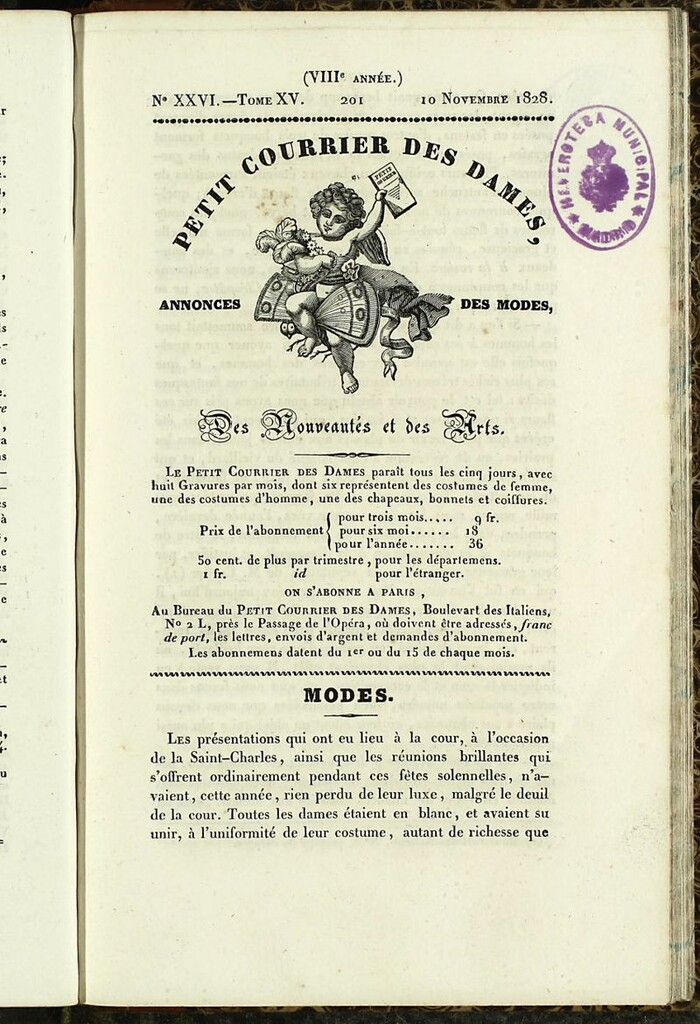 (VIIIe ANNÉE.)
No XXVI.—TOME XV. 201 10 NOVEMBRE 1828.
PETIT COURRIER DES DAMES,
ANNONCES DES MODES,
Des Nouveautés et des Arts.
LE PETIT COURRIER DES DAMES paraît tous les cinq jours, avec
huit Gravures par mois, dont six représentent des costumes de femme,
une des costumes d'homme, une des chapeaux, bonnets et coiffures.
Prix de l'abonnement { pour trois mois..... 9 fr.
pour six moi...... 18
pour l'année....... 36
50 cent. de plus par trimestre, pour les départemens.
1 fr. id pour l'étranger.
ON S'ABONNE A PARIS,
Au Bureau du PETIT COURRIER DES DAMES, Boulevart des Italiens,
No 2 L, près le Passage de l'Opéra, où doivent être adressés, franc
de port, les lettres, envois d'argent et demandes d'abonnement.
Les abonnemens datent du 1er ou du 15 de chaque mois.
MODES.
LES présentations qui ont eu lieu à la cour, à l'occasion
de la Saint-Charles, ainsi que les réunions brillantes qui
s'offrent ordinairement pendant ces fêtes solennelles, n'a-
vaient, cette année, rien perdu de leur luxe, malgré le deuil
de la cour. Toutes les dames étaient en blanc, et avaient su
unir, à l'uniformité de leur costume, autant de richesse que
HEMEROTECA MUNICIPAL
MADRID